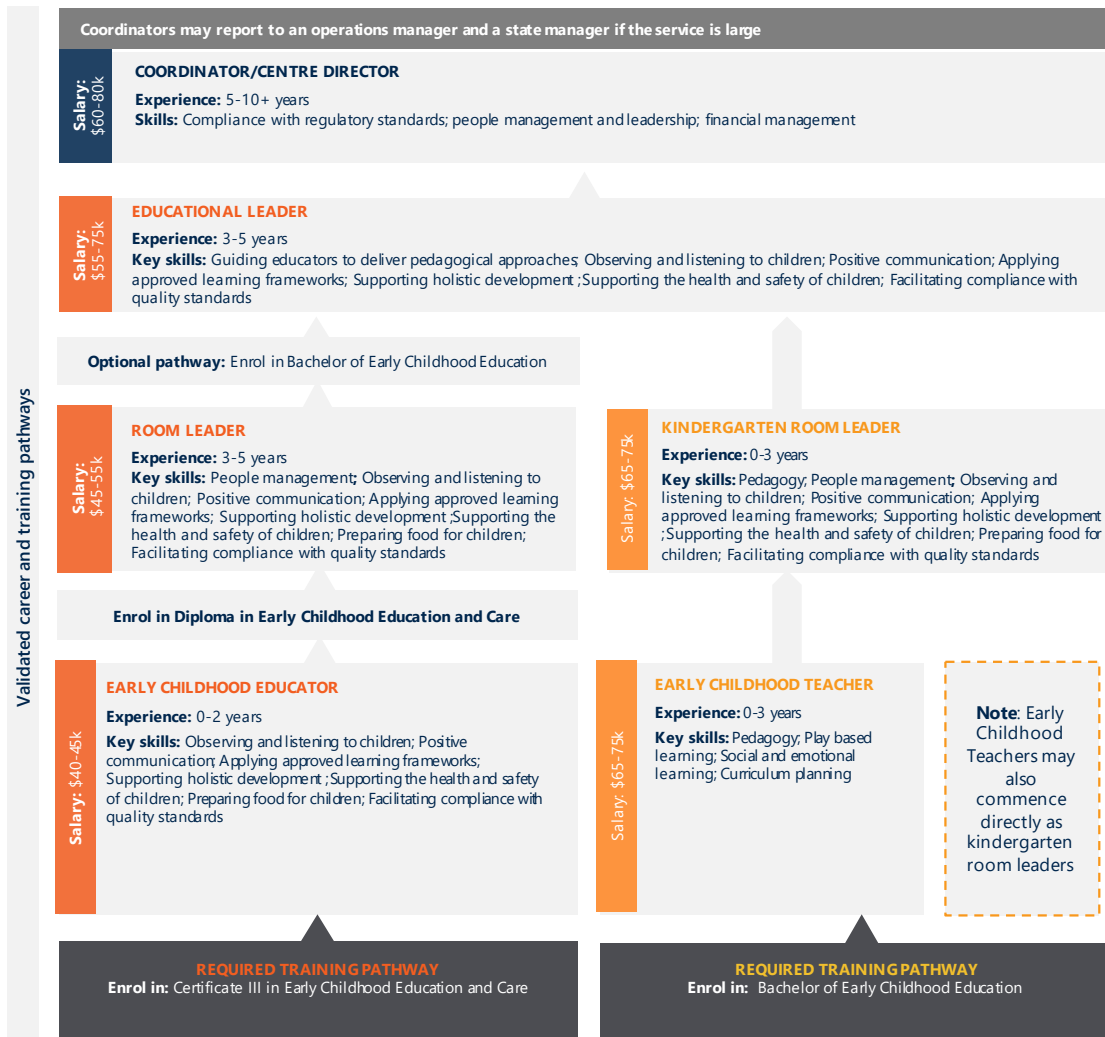 Validated career and training pathways
Coordinators may report to an operations manager and a state manager if the service is large
Salary:
$60-80k
COORDINATOR/CENTRE DIRECTOR
Experience: 5-10+ years
Skills: Compliance with regulatory standards; people management and leadership; financial management
Salary:
$55-75k
EDUCATIONAL LEADER
Experience: 3-5 years
Key skills: Guiding educators to deliver pedagogical approaches; Observing and listening to children; Positive communication; Applying
approved learning frameworks; Supporting holistic development ;Supporting the health and safety of children; Facilitating compliance with
quality standards
Optional pathway: Enrol in Bachelor of Early Childhood Education
Salary:
$45-55k
ROOM LEADER
Experience: 3-5 years
Key skills: People management; Observing and listening to
children; Positive communication; Applying approved learning
frameworks; Supporting holistic development ;Supporting the
health and safety of children; Preparing food for children;
Facilitating compliance with quality standards
Salary: $65-75k
KINDERGARTEN ROOM LEADER
Experience: 0-3 years
Key skills: Pedagogy; People management; Observing and
listening to children; Positive communication; Applying
approved learning frameworks; Supporting holistic development
;Supporting the health and safety of children; Preparing food for
children; Facilitating compliance with quality standards
Enrol in Diploma in Early Childhood Education and Care
Salary: $40-45k
EARLY CHILDHOOD EDUCATOR
Experience: 0-2 years
Key skills: Observing and listening to children; Positive
communication; Applying approved learning frameworks;
Supporting holistic development ;Supporting the health and safety
of children; Preparing food for children; Facilitating compliance with
quality standards
Salary: $65-75k
EARLY CHILDHOOD TEACHER
Experience: 0-3 years
Key skills: Pedagogy; Play based
learning; Social and emotional
learning; Curriculum planning
Note: Early
Childhood
Teachers may
also
commence
directly as
kindergarten
room leaders
REQUIRED TRAINING PATHWAY
Enrol in: Certificate III in Early Childhood Education and Care
REQUIRED TRAINING PATHWAY
Enrol in: Bachelor of Early Childhood Education